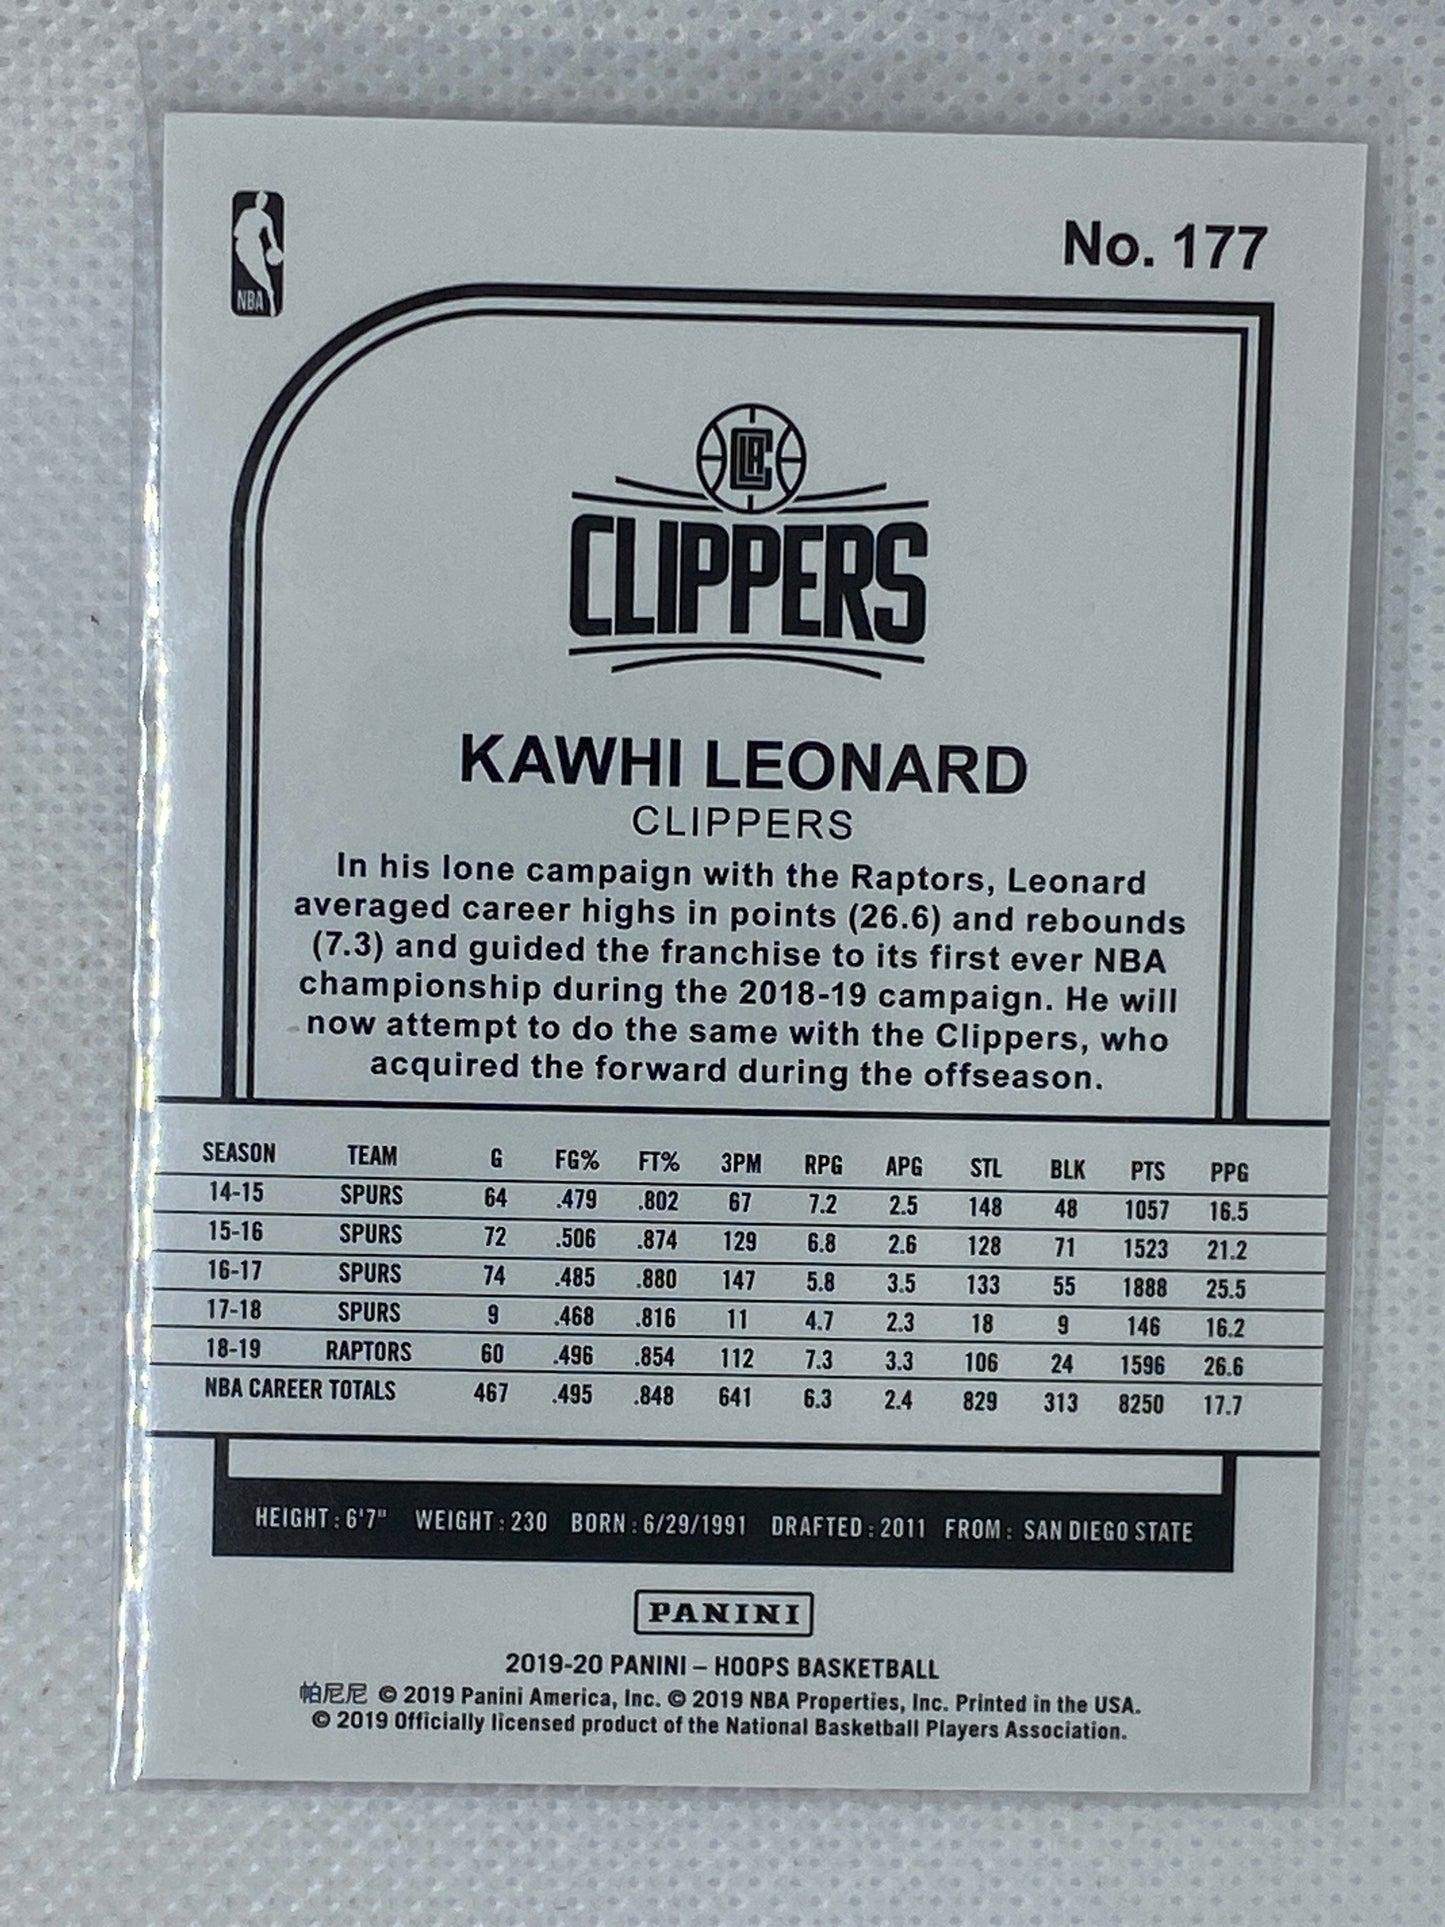 NBA
No. 177
LAC
CLIPPERS
KAWHI LEONARD
CLIPPERS
In his lone campaign with the Raptors, Leonard
averaged career highs in points (26.6) and rebounds
(7.3) and guided the franchise to its first ever NBA
championship during the 2018-19 campaign. He will
now attempt to do the same with the Clippers, who
acquired the forward during the offseason.
SEASON TEAM G FG% FT% 3PM RPG APG STL BLK PTS PPG
14-15 SPURS 64 .479 .802 67 7.2 2.5 148 48 1057 16.5
15-16 SPURS 72 .506 .874 129 6.8 2.6 128 71 1523 21.2
16-17 SPURS 74 .485 .880 147 5.8 3.5 133 55 1888 25.5
17-18 SPURS 9 .468 .816 11 4.7 2.3 18 9 146 16.2
18-19 RAPTORS 60 .496 .854 112 7.3 3.3 106 24 1596 26.6
NBA CAREER TOTALS 467 .495 .848 641 6.3 2.4 829 313 8250 17.7
HEIGHT: 6'7" WEIGHT: 230 BORN: 6/29/1991 DRAFTED: 2011 FROM: SAN DIEGO STATE
PANINI
2019-20 PANINI – HOOPS BASKETBALL
帕尼尼 © 2019 Panini America, Inc. © 2019 NBA Properties, Inc. Printed in the USA.
© 2019 Officially licensed product of the National Basketball Players Association.